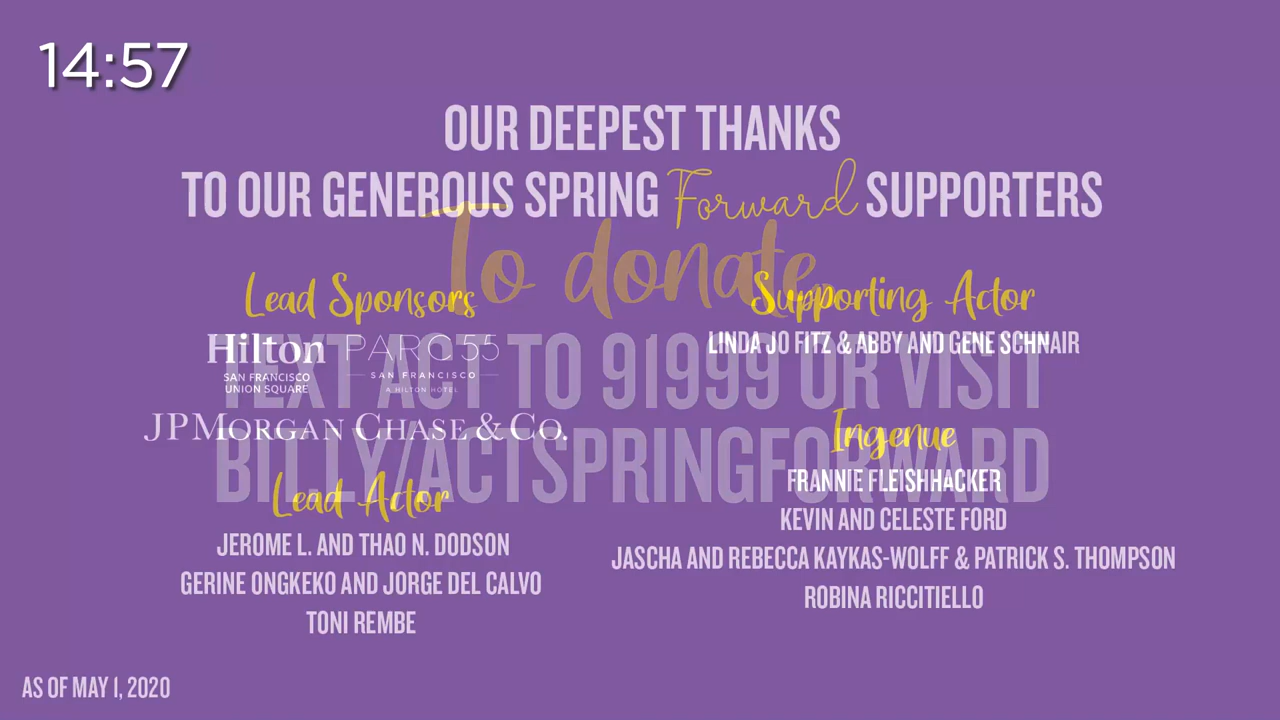 14:57
OUR DEEPEST THANKS
TO OUR GENEROUS SPRING Forward SUPPORTERS
To donate,
TEXT ACT TO 91999 OR VISIT
BILL.LY/ACTSPRINGFORWARD
Lead Sponsors
Hilton
SAN FRANCISCO
UNION SQUARE
PARC 55
SAN FRANCISCO
A HILTON HOTEL
JPMORGAN CHASE & CO.
Lead Actor
JEROME L. AND THAO N. DODSON
GERINE ONGKEKO AND JORGE DEL CALVO
TONI REMBE
Supporting Actor
LINDA JO FITZ & ABBY AND GENE SCHNAIR
Ingenue
FRANNIE FLEISHHACKER
KEVIN AND CELESTE FORD
JASCHA AND REBECCA KAYKAS-WOLFF & PATRICK S. THOMPSON
ROBINA RICCITIELLO
AS OF MAY 1, 2020